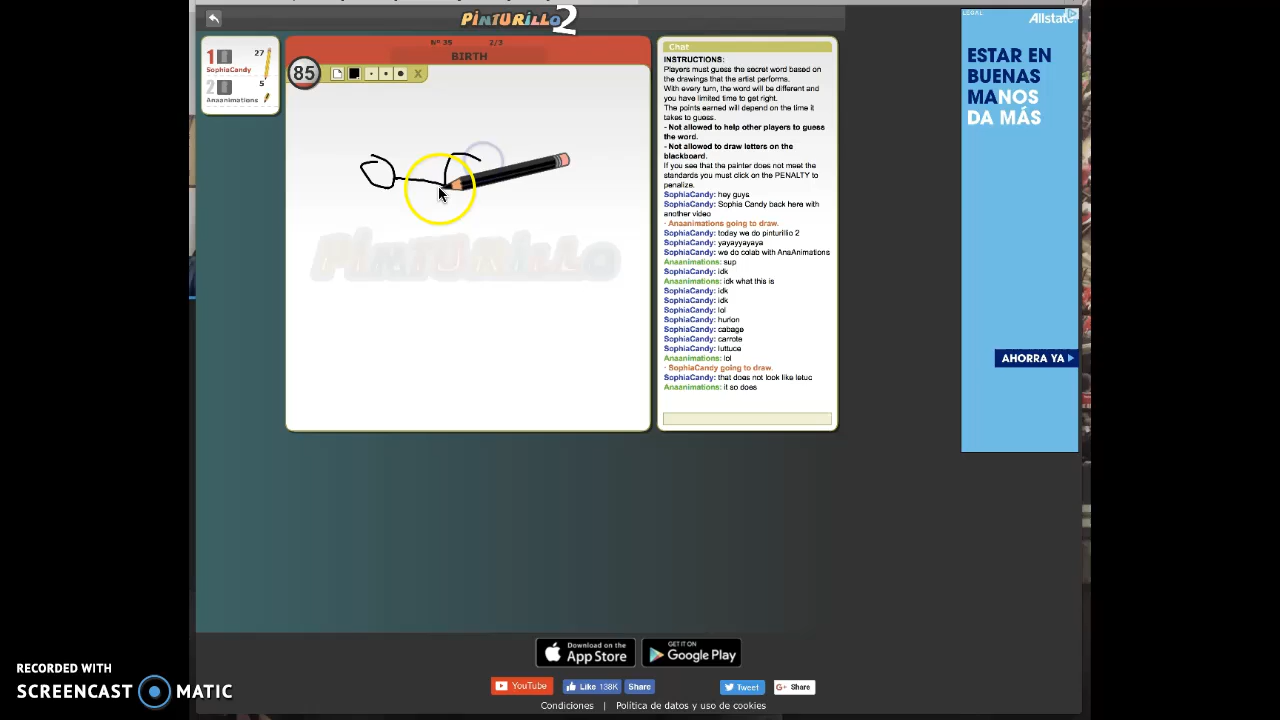 PINTURILLO 2
1
27
SophiaCandy
2
5
Anaanimations
Nº 35
2/3
BIRTH
85
X
Chat
INSTRUCTIONS:
Players must guess the secret word based on
the drawings that the artist performs.
With every turn, the word will be different and
you have limited time to get right.
The points earned will depend on the time it
takes to guess.
- Not allowed to help other players to guess
the word.
- Not allowed to draw letters on the
blackboard.
If you see that the painter does not meet the
standards you must click on the PENALTY to
penalize.
SophiaCandy: hey guys
SophiaCandy: Sophia Candy back here with
another video
· Anaanimations going to draw.
SophiaCandy: today we do pinturillio 2
SophiaCandy: yayayyayaya
SophiaCandy: we do colab with AnaAnimations
Anaanimations: sup
SophiaCandy: idk
Anaanimations: idk what this is
SophiaCandy: idk
SophiaCandy: idk
SophiaCandy: lol
SophiaCandy: hurlon
SophiaCandy: cabage
SophiaCandy: carrote
SophiaCandy: luttuce
Anaanimations: lol
· SophiaCandy going to draw.
SophiaCandy: that does not look like letuc
Anaanimations: it so does
PINTURILLO
LEGAL
Allstate
ESTAR EN
BUENAS
MANOS
DA MÁS
AHORRA YA
Download on the
App Store
GET IT ON
Google Play
YouTube
Like 138K
Share
Tweet
G+ Share
Condiciones | Política de datos y uso de cookies
RECORDED WITH
SCREENCAST MATIC